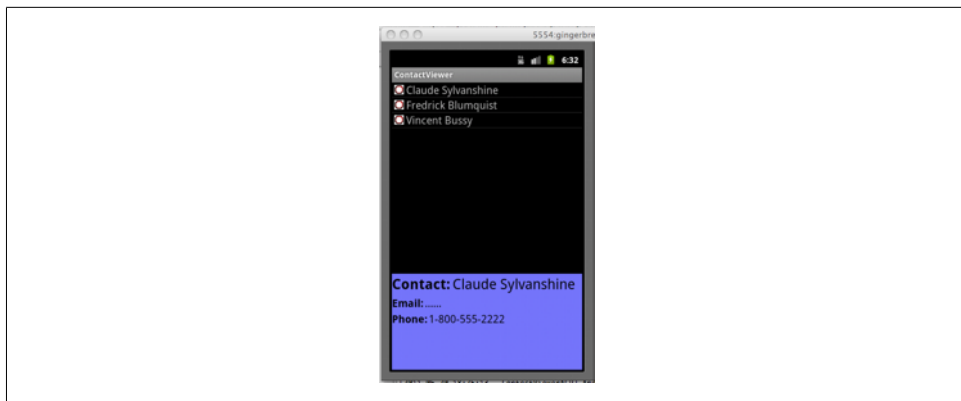 5554:gingerbre
6:32
ContactViewer
Claude Sylvanshine
Fredrick Blumquist
Vincent Bussy
Contact: Claude Sylvanshine
Email: ......
Phone: 1-800-555-2222